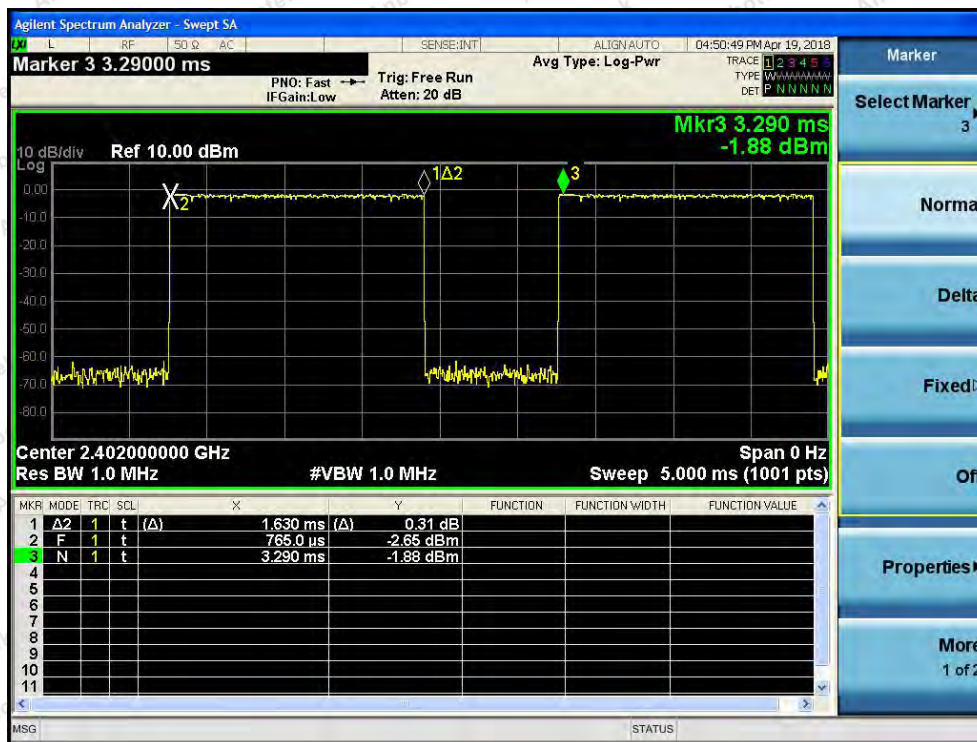 Agilent Spectrum Analyzer - Swept SA
LXI L RF 50 Ω AC SENSE:INT ALIGN AUTO 04:50:49 PM Apr 19, 2018
Marker 3 3.29000 ms
PNO: Fast
IFGain:Low
Trig: Free Run
Atten: 20 dB
Avg Type: Log-Pwr
TRACE 1 2 3 4 5 6
TYPE WWWWWW
DET P N N N N N
Mkr3 3.290 ms
-1.88 dBm
10 dB/div Ref 10.00 dBm
Log
0.00
-10.0
-20.0
-30.0
-40.0
-50.0
-60.0
-70.0
-80.0
2
1Δ2
3
Center 2.402000000 GHz Span 0 Hz
Res BW 1.0 MHz #VBW 1.0 MHz Sweep 5.000 ms (1001 pts)
MKR MODE TRC SCL X Y FUNCTION FUNCTION WIDTH FUNCTION VALUE
1 Δ2 1 t (Δ) 1.630 ms (Δ) 0.31 dB
2 F 1 t 765.0 µs -2.65 dBm
3 N 1 t 3.290 ms -1.88 dBm
4
5
6
7
8
9
10
11
MSG STATUS
Marker
Select Marker
3
Norma
Delta
Fixed
Of
Properties
More
1 of 2